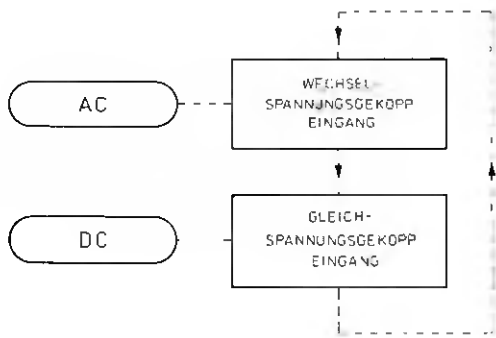 AC
WECHSEL-
SPANNUNGSGEKOPP
EINGANG
DC
GLEICH-
SPANNUNGSGEKOPP
EINGANG